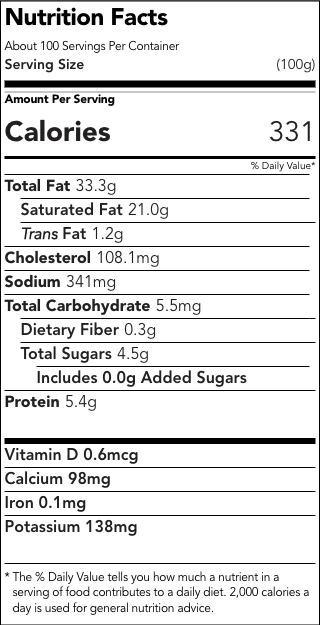 Nutrition Facts
About 100 Servings Per Container
Serving Size (100g)
Amount Per Serving
Calories 331
% Daily Value*
Total Fat 33.3g
Saturated Fat 21.0g
Trans Fat 1.2g
Cholesterol 108.1mg
Sodium 341mg
Total Carbohydrate 5.5mg
Dietary Fiber 0.3g
Total Sugars 4.5g
Includes 0.0g Added Sugars
Protein 5.4g
Vitamin D 0.6mcg
Calcium 98mg
Iron 0.1mg
Potassium 138mg
* The % Daily Value tells you how much a nutrient in a
serving of food contributes to a daily diet. 2,000 calories a
day is used for general nutrition advice.